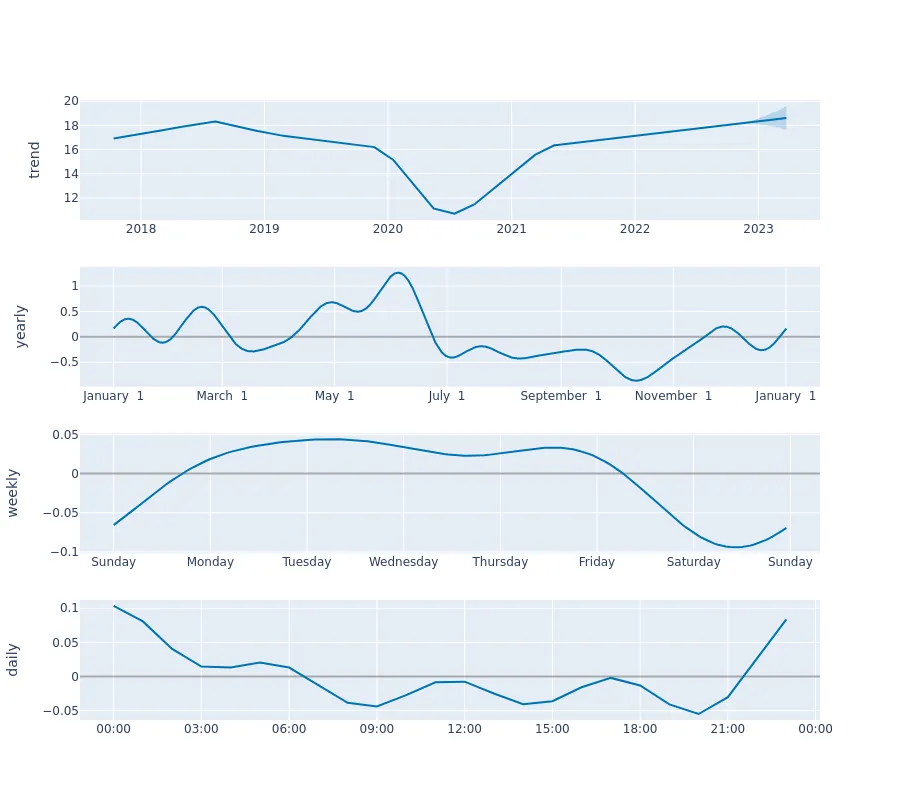 trend
20
18
16
14
12
2018 2019 2020 2021 2022 2023
yearly
1
0.5
0
−0.5
January 1 March 1 May 1 July 1 September 1 November 1 January 1
weekly
0.05
0
−0.05
−0.1
Sunday Monday Tuesday Wednesday Thursday Friday Saturday Sunday
daily
0.1
0.05
0
−0.05
00:00 03:00 06:00 09:00 12:00 15:00 18:00 21:00 00:00